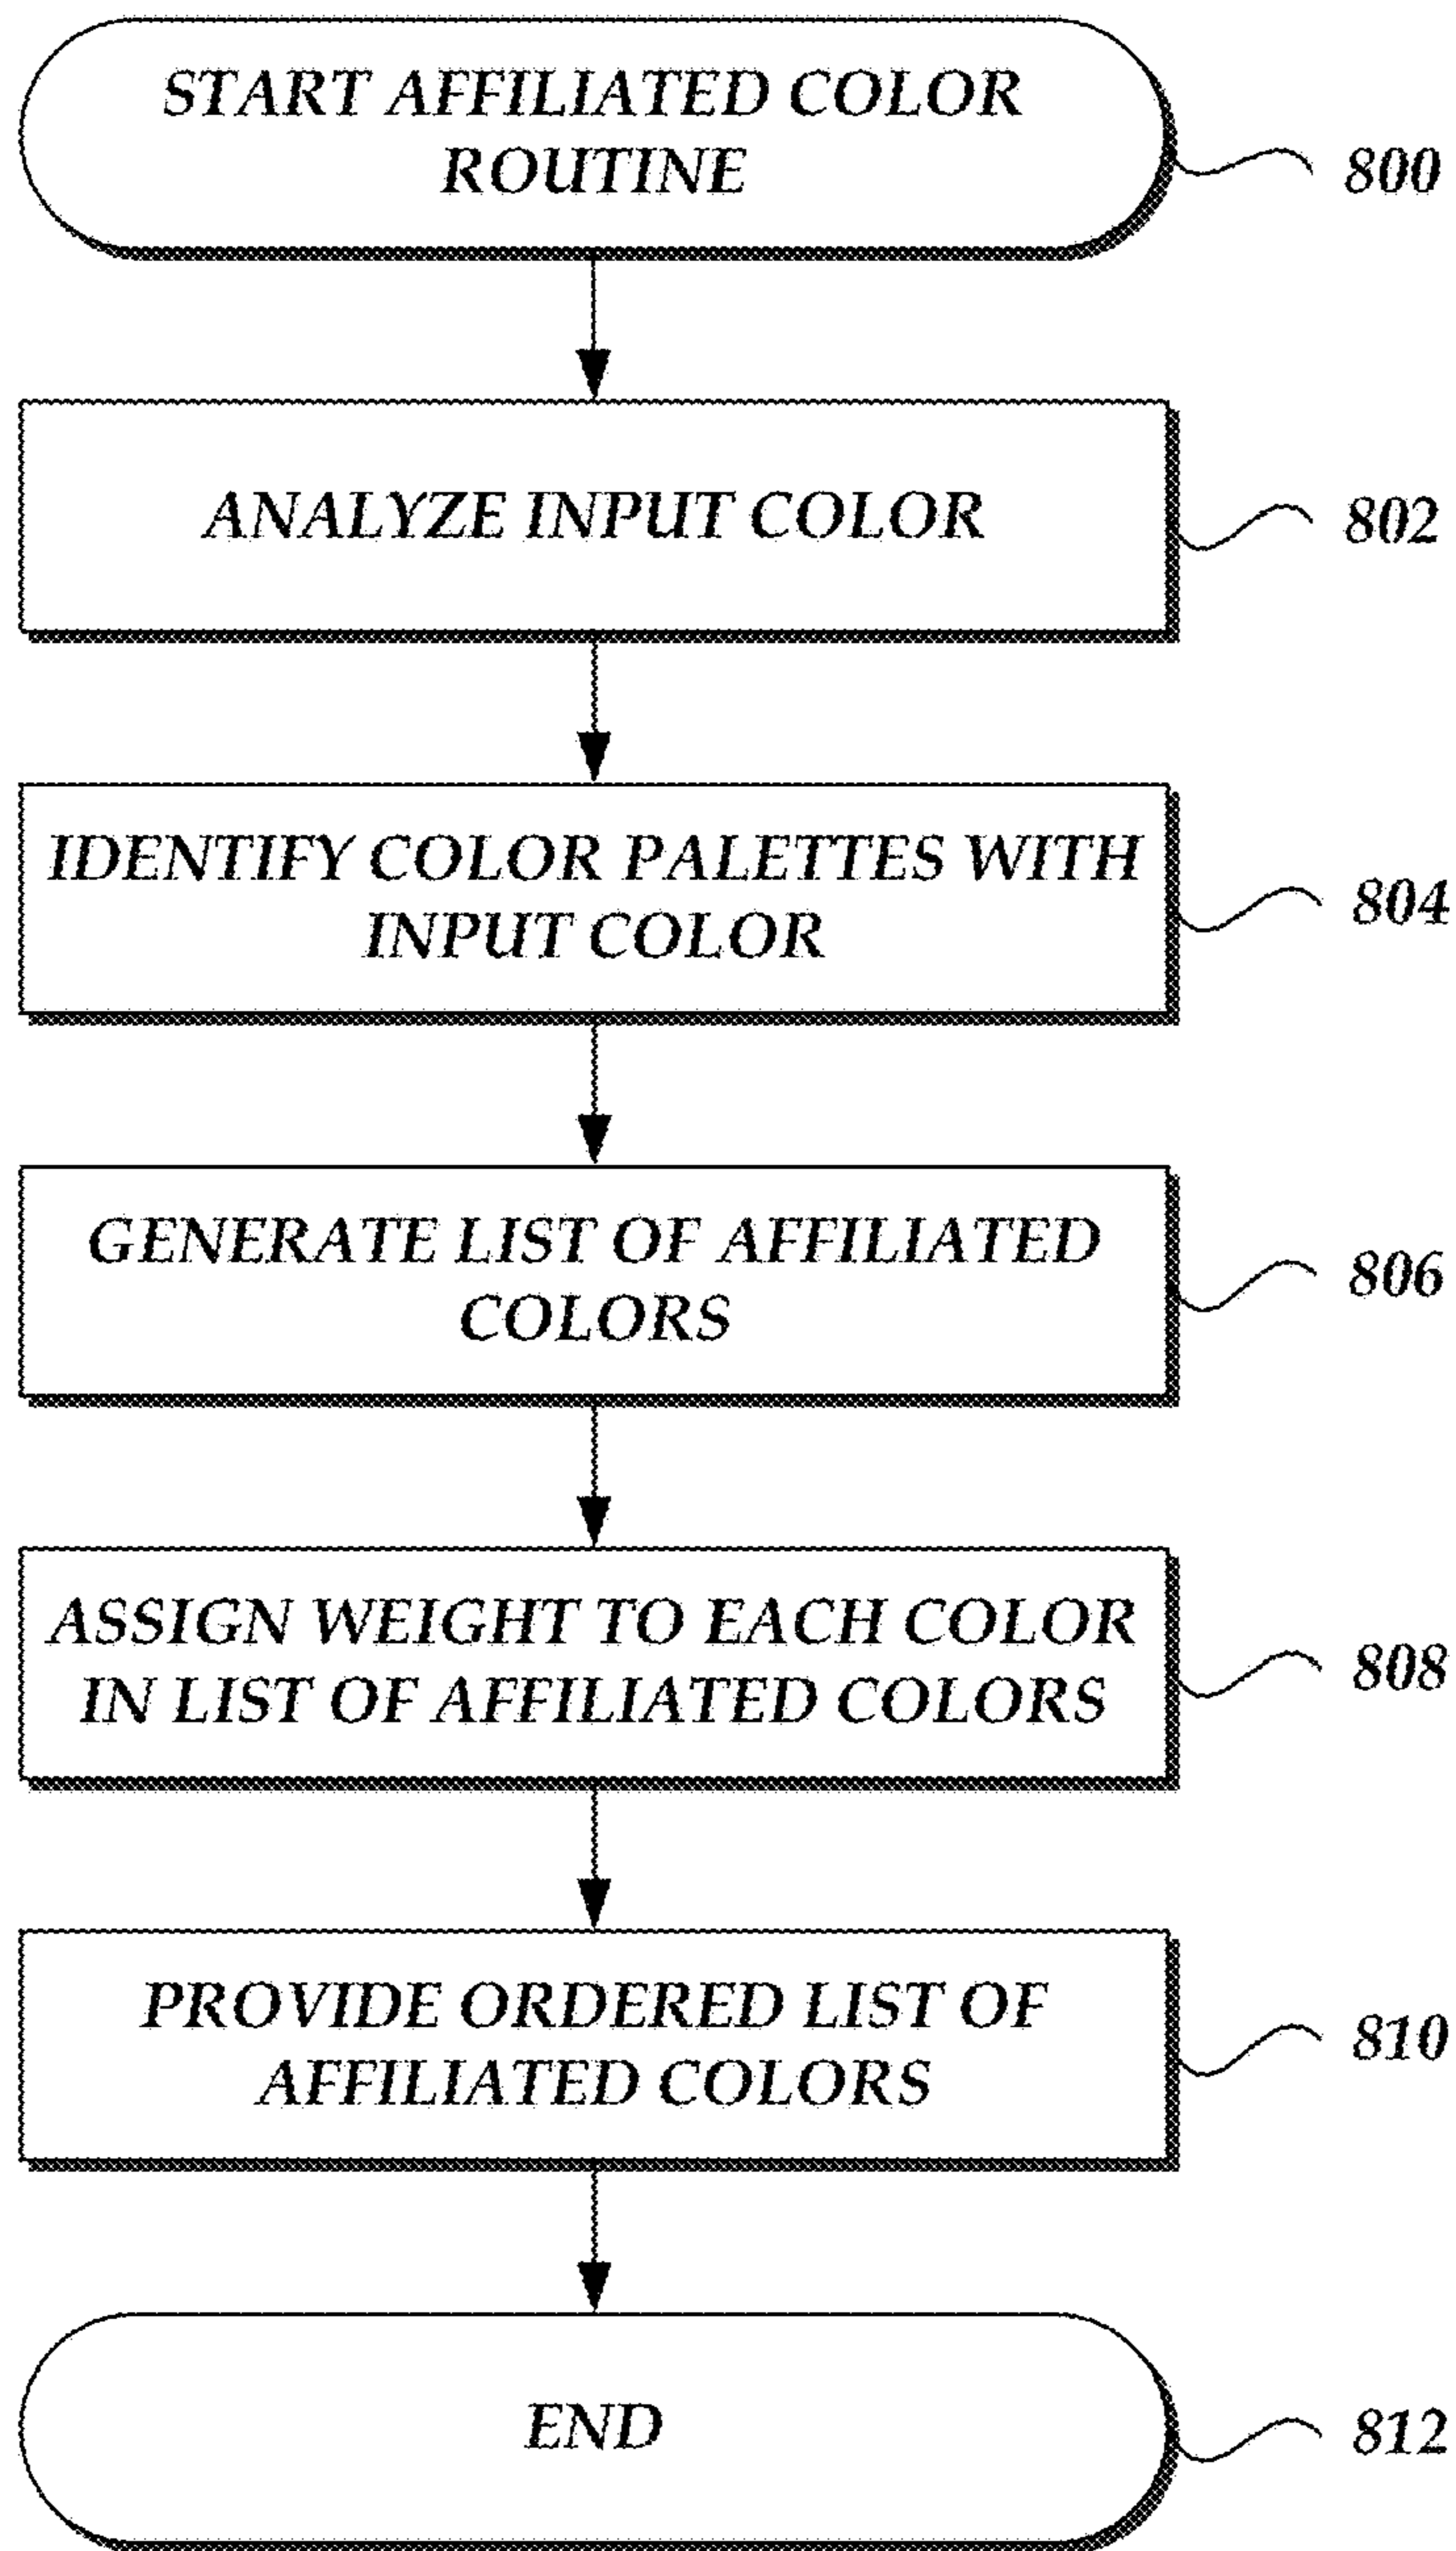 START AFFILIATED COLOR
ROUTINE
800
ANALYZE INPUT COLOR
802
IDENTIFY COLOR PALETTES WITH
INPUT COLOR
804
GENERATE LIST OF AFFILIATED
COLORS
806
ASSIGN WEIGHT TO EACH COLOR
IN LIST OF AFFILIATED COLORS
808
PROVIDE ORDERED LIST OF
AFFILIATED COLORS
810
END
812